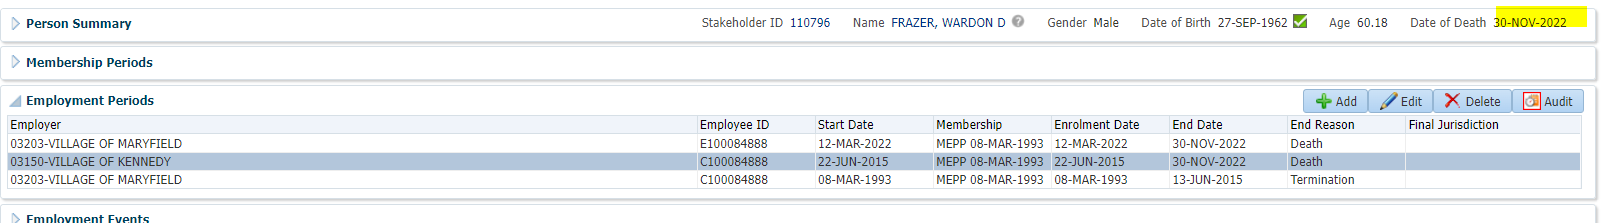 Person Summary Stakeholder ID 110796 Name FRAZER, WARDON D Gender Male Date of Birth 27-SEP-1962 Age 60.18 Date of Death 30-NOV-2022
Membership Periods
Employment Periods Add Edit Delete Audit
Employer Employee ID Start Date Membership Enrolment Date End Date End Reason Final Jurisdiction
03203-VILLAGE OF MARYFIELD E100084888 12-MAR-2022 MEPP 08-MAR-1993 12-MAR-2022 30-NOV-2022 Death
03150-VILLAGE OF KENNEDY C100084888 22-JUN-2015 MEPP 08-MAR-1993 22-JUN-2015 30-NOV-2022 Death
03203-VILLAGE OF MARYFIELD C100084888 08-MAR-1993 MEPP 08-MAR-1993 08-MAR-1993 13-JUN-2015 Termination
Employment Events